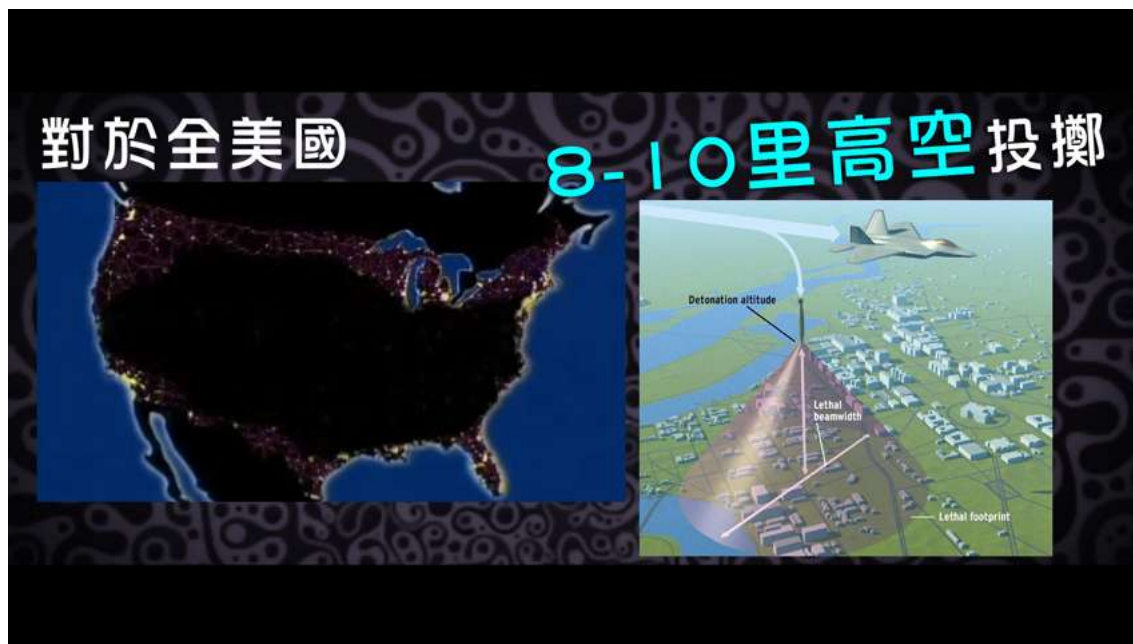 對於全美國
8-10里高空投擲
Detonation altitude
Lethal
beamwidth
Lethal footprint